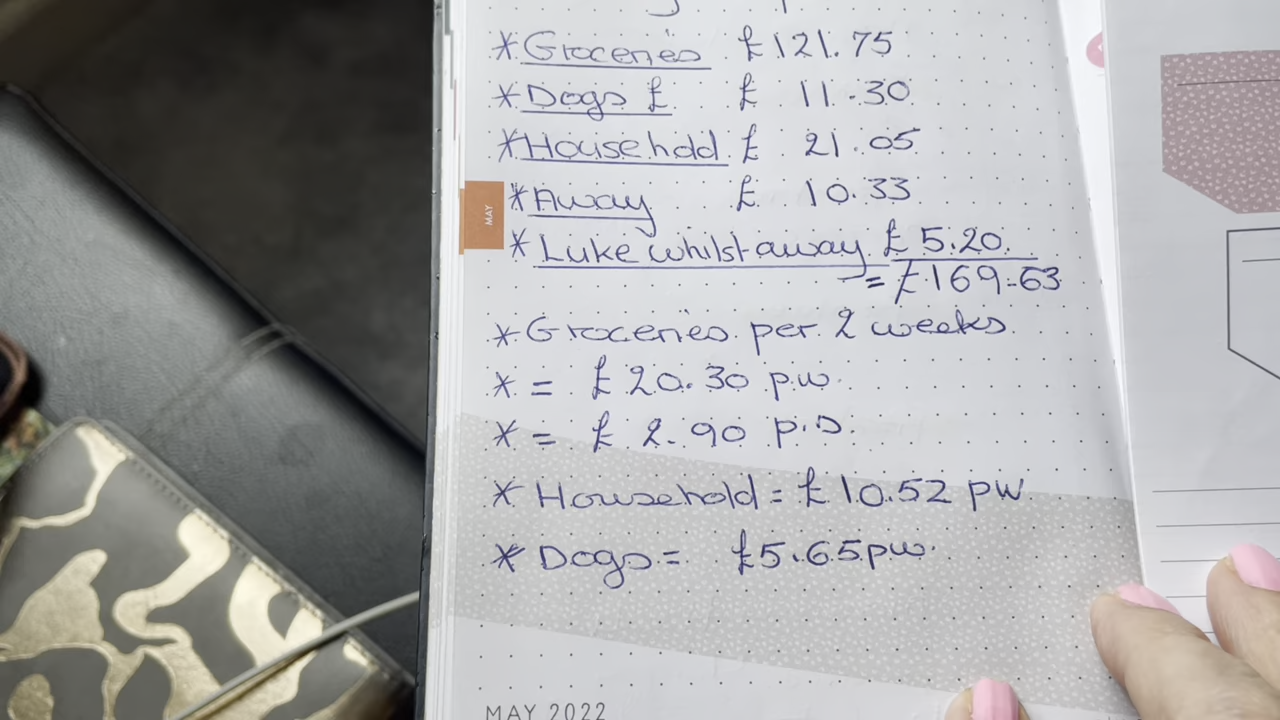 * Groceries £121.75
* Dogs £ £ 11.30
* Household £ 21.05
* Away £ 10.33
* Luke whilst away £5.20
= £169.63
* Groceries per 2 weeks
* = £20.30 p.w.
* = £ 2.90 p.D.
* Household = £10.52 pw
* Dogs = £5.65pw.
MAY
MAY 2022